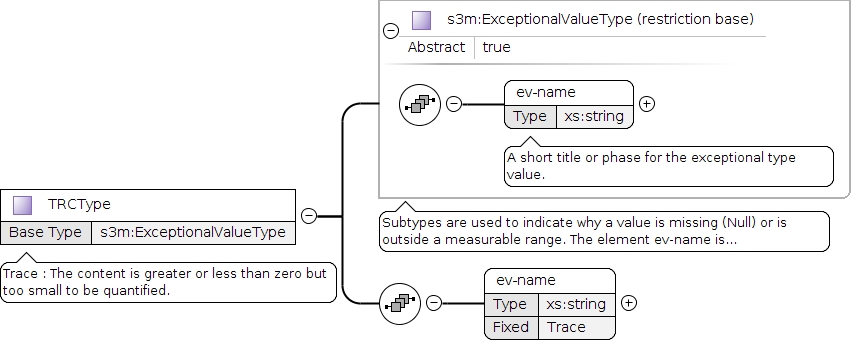 s3m:ExceptionalValueType (restriction base)
Abstract true
ev-name
Type xs:string
A short title or phase for the exceptional type
value.
TRCType
Base Type s3m:ExceptionalValueType
Trace : The content is greater or less than zero but
too small to be quantified.
Subtypes are used to indicate why a value is missing (Null) or is
outside a measurable range. The element ev-name is...
ev-name
Type xs:string
Fixed Trace